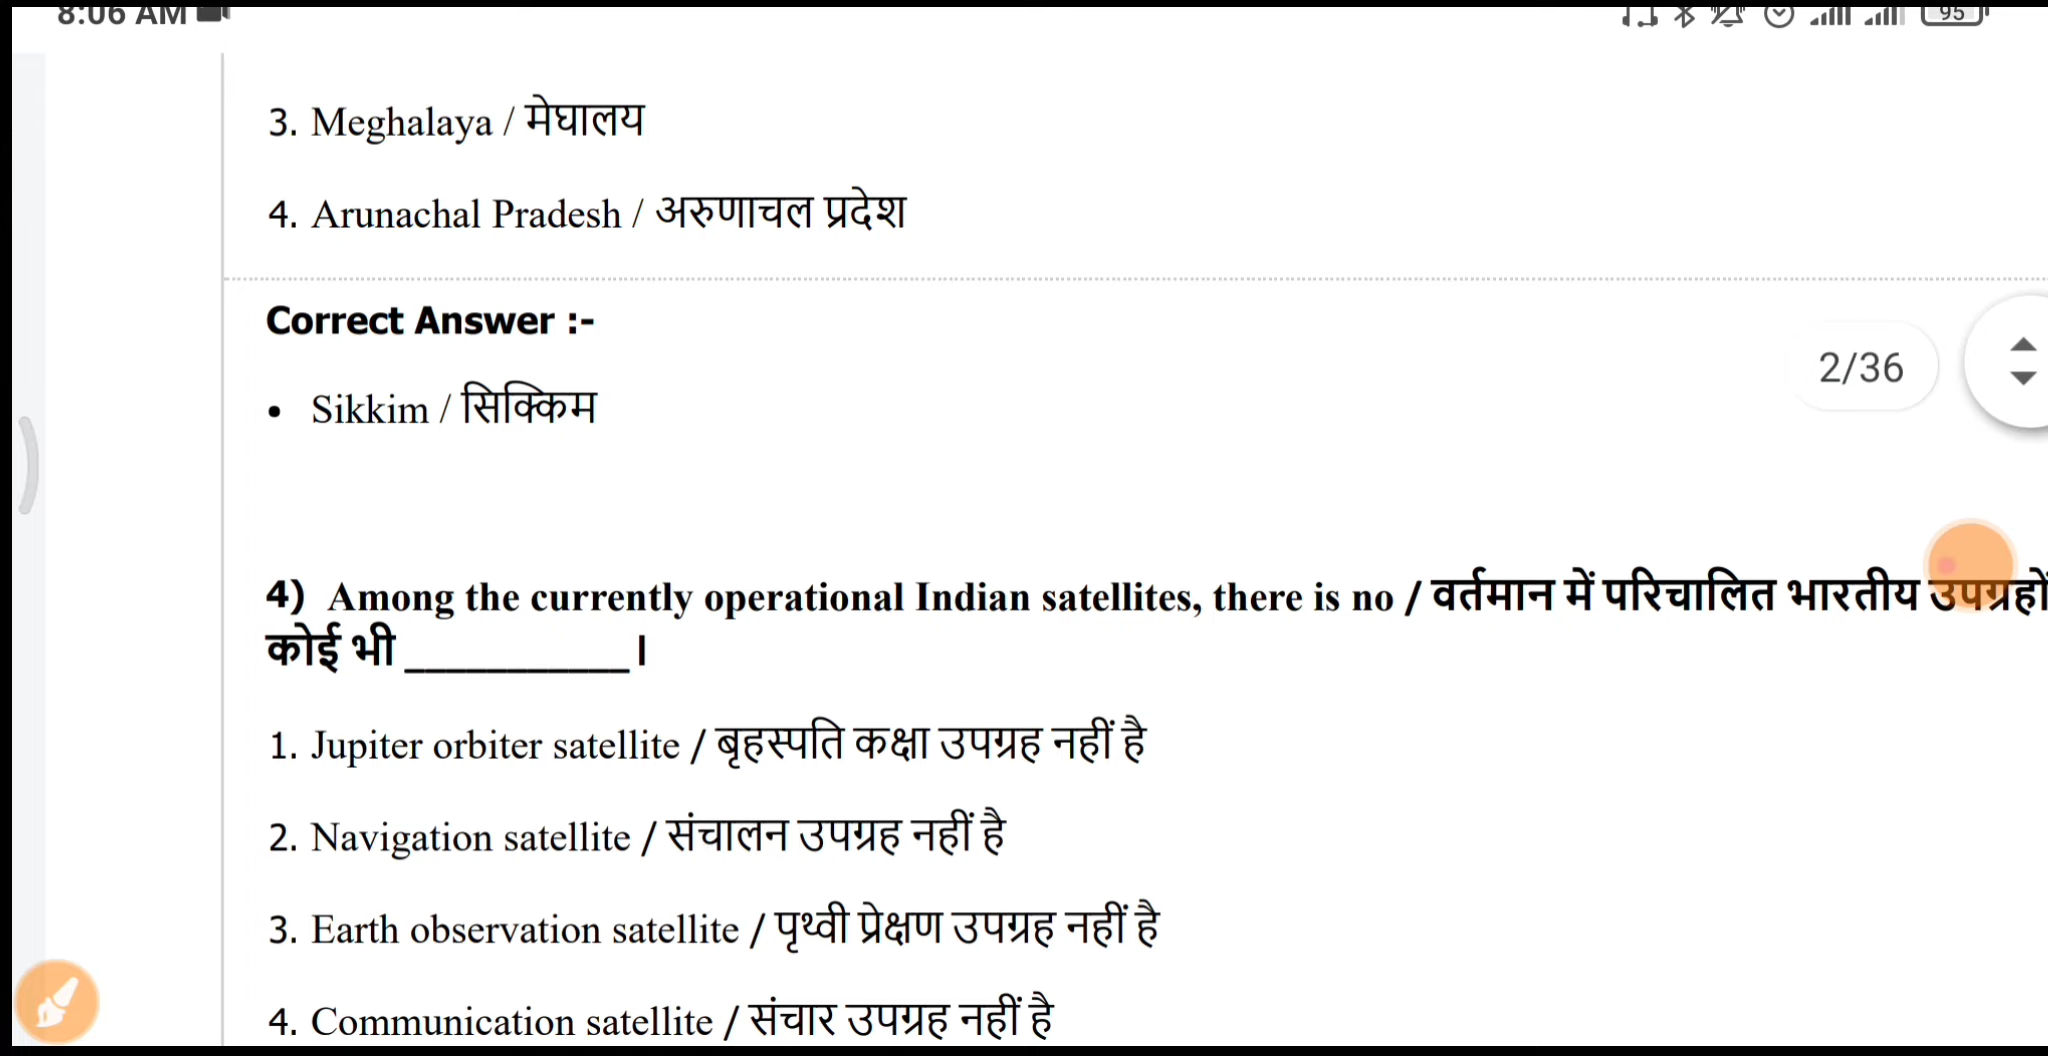 8:06 AM
95
3. Meghalaya / मेघालय
4. Arunachal Pradesh / अरुणाचल प्रदेश
Correct Answer :-
2/36
• Sikkim / सिक्किम
4) Among the currently operational Indian satellites, there is no / वर्तमान में परिचालित भारतीय उपग्रहों
कोई भी ___________।
1. Jupiter orbiter satellite / बृहस्पति कक्षा उपग्रह नहीं है
2. Navigation satellite / संचालन उपग्रह नहीं है
3. Earth observation satellite / पृथ्वी प्रेक्षण उपग्रह नहीं है
4. Communication satellite / संचार उपग्रह नहीं है